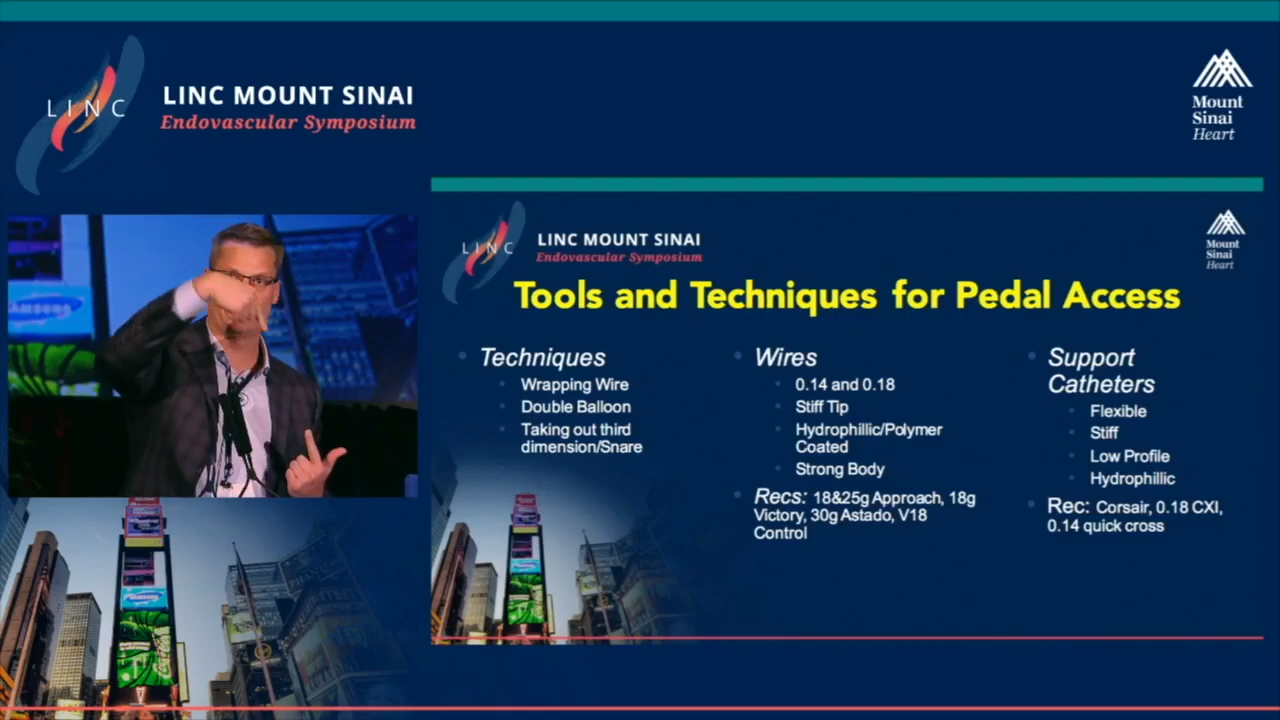 LINC
LINC MOUNT SINAI
Endovascular Symposium
Mount
Sinai
Heart
SAMSUNG
LINC
LINC MOUNT SINAI
Endovascular Symposium
Mount
Sinai
Heart
Tools and Techniques for Pedal Access
Techniques
Wrapping Wire
Double Balloon
Taking out third
dimension/Snare
Wires
0.14 and 0.18
Stiff Tip
Hydrophillic/Polymer
Coated
Strong Body
Recs: 18&25g Approach, 18g
Victory, 30g Astado, V18
Control
Support
Catheters
Flexible
Stiff
Low Profile
Hydrophillic
Rec: Corsair, 0.18 CXI,
0.14 quick cross